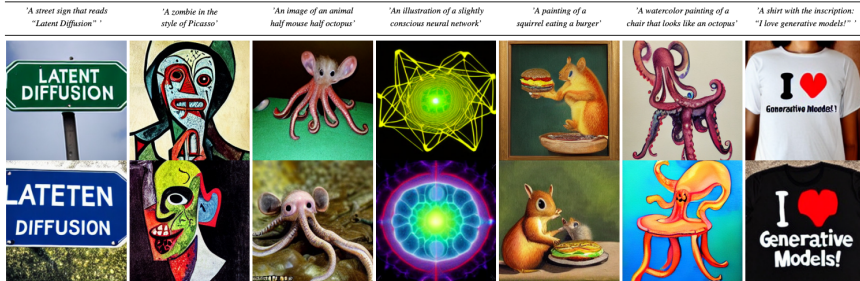 ‘A street sign that reads
“Latent Diffusion” ’
‘A zombie in the
style of Picasso’
‘An image of an animal
half mouse half octopus’
‘An illustration of a slightly
conscious neural network’
‘A painting of a
squirrel eating a burger’
‘A watercolor painting of a
chair that looks like an octopus’
‘A shirt with the inscription:
“I love generative models!” ’
LATENT
DIFFUSION
I
Generative Moodels!!
LATETEN
DIFFUSION
I
Generative
Models!